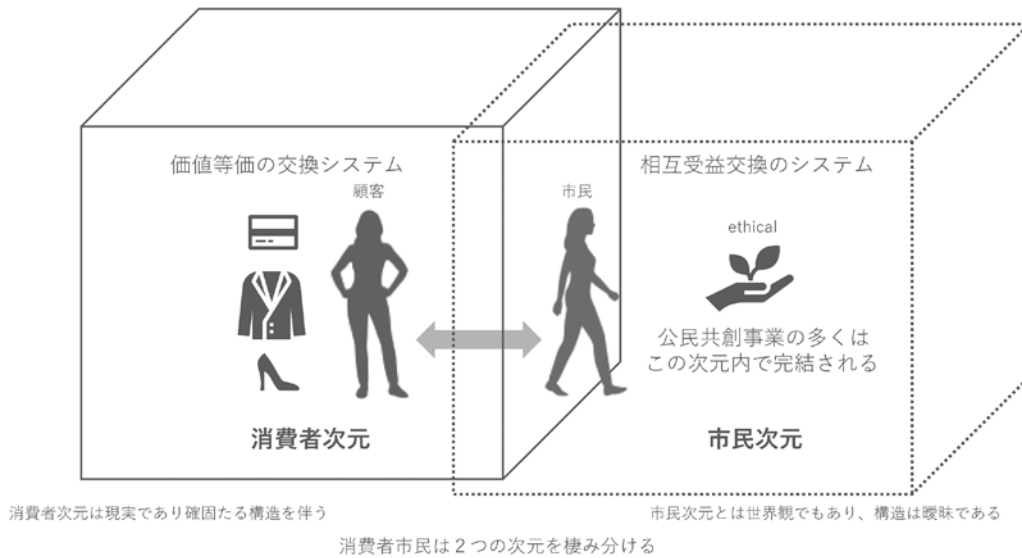 価値等価の交換システム
顧客
消費者次元
市民
相互受益交換のシステム
ethical
公民共創事業の多くは
この次元内で完結される
市民次元
消費者次元は現実であり確固たる構造を伴う
市民次元とは世界観でもあり、構造は曖昧である
消費者市民は2つの次元を棲み分ける